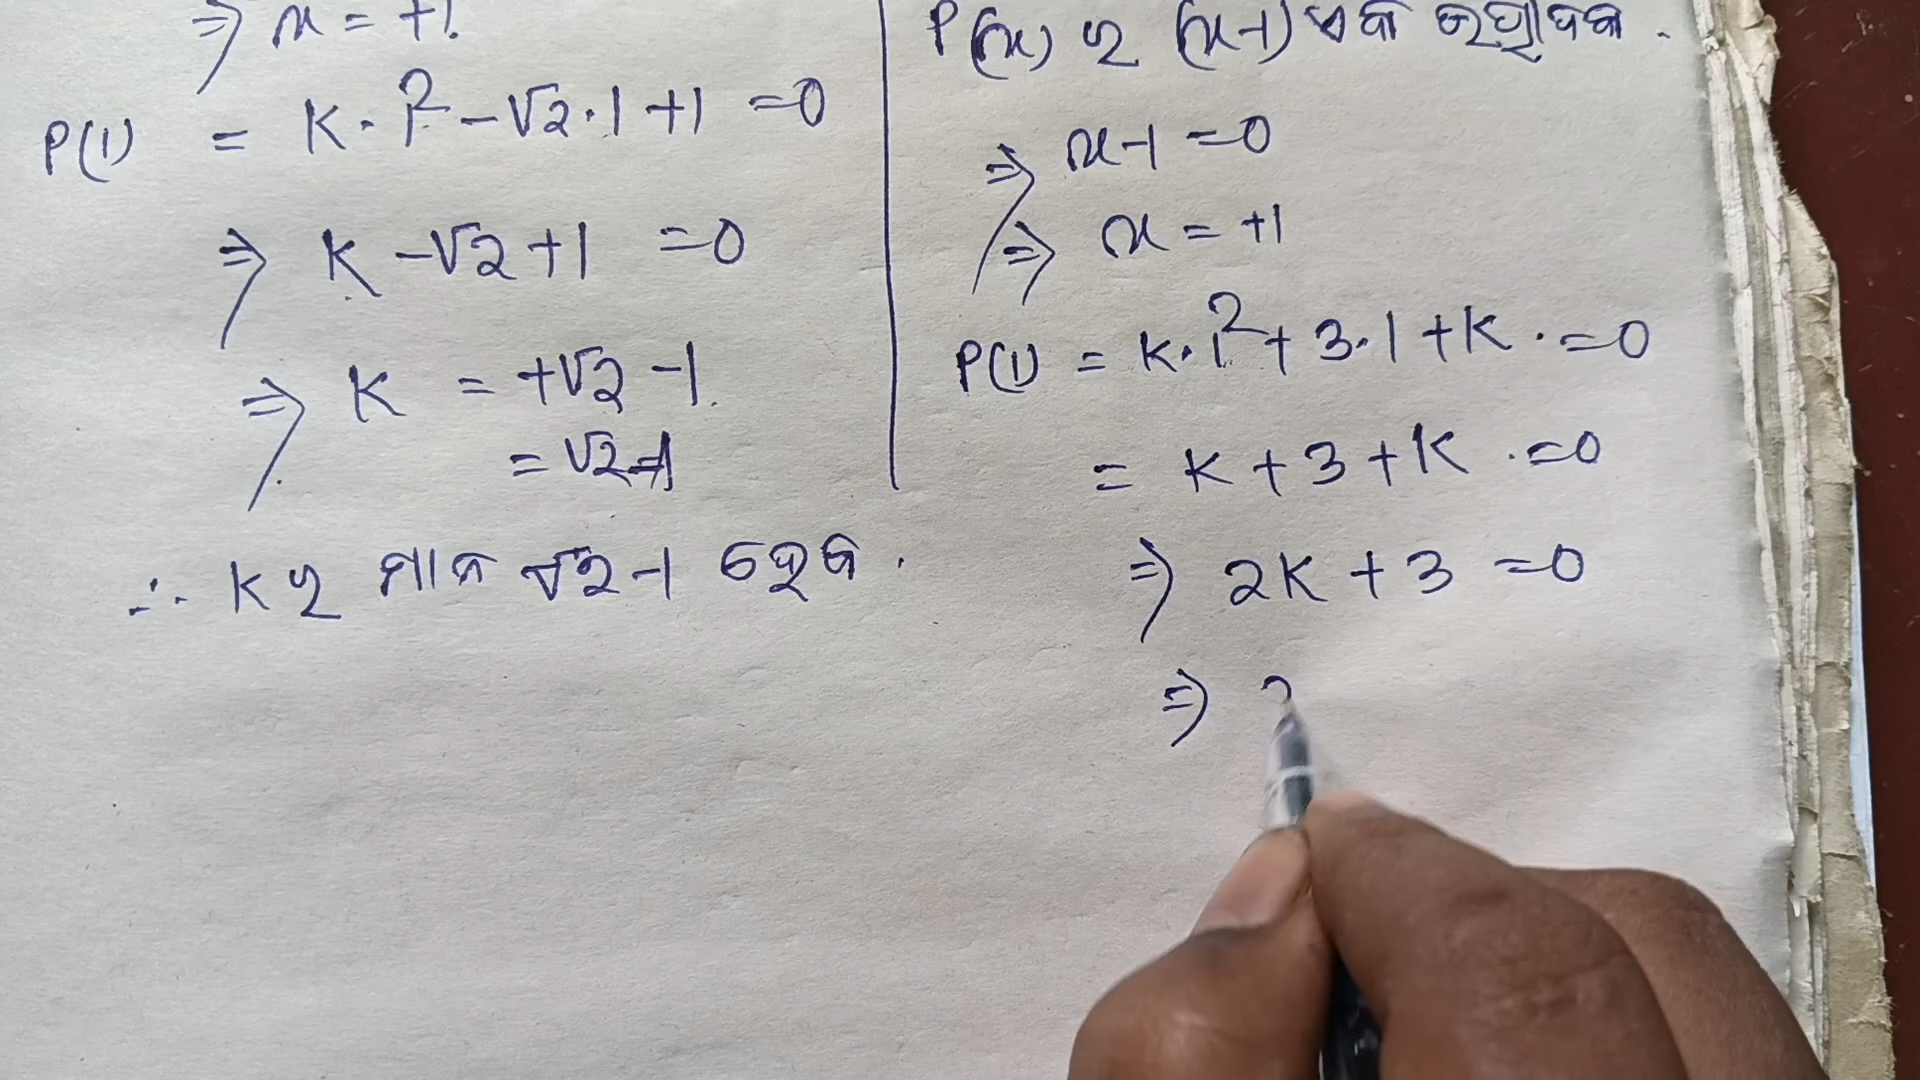 ⇒ x = +1.
P(1) = K·1² - √2·1 + 1 = 0
⇒ K - √2 + 1 = 0
⇒ K = +√2 - 1.
= √2 - 1
∴ K ର ମାନ √2 - 1 ହେବ .
P(x) ର (x-1) ଏକ ଉତ୍ପାଦକ .
⇒ x - 1 = 0
⇒ x = +1
P(1) = K·1² + 3·1 + K · = 0
= K + 3 + K · = 0
⇒ 2K + 3 = 0
⇒ 2